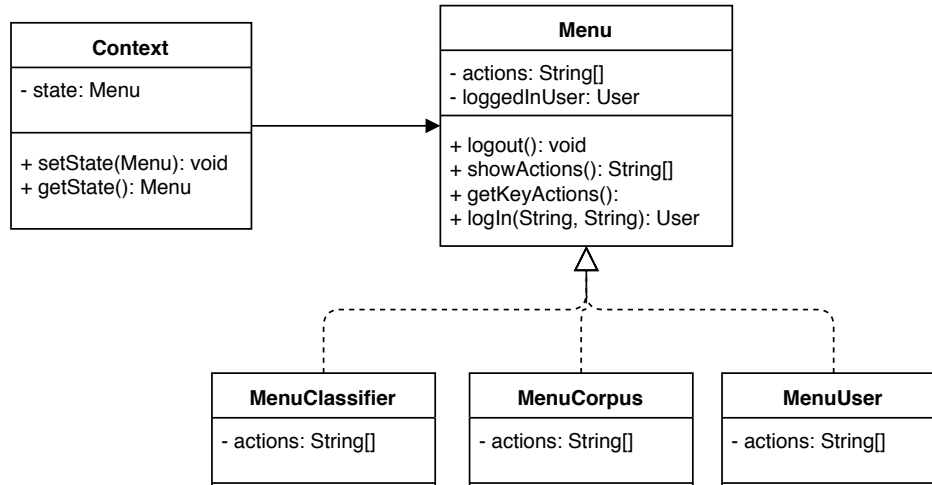 Context
- state: Menu
+ setState(Menu): void
+ getState(): Menu
Menu
- actions: String[]
- loggedInUser: User
+ logout(): void
+ showActions(): String[]
+ getKeyActions():
+ logIn(String, String): User
MenuClassifier
- actions: String[]
MenuCorpus
- actions: String[]
MenuUser
- actions: String[]